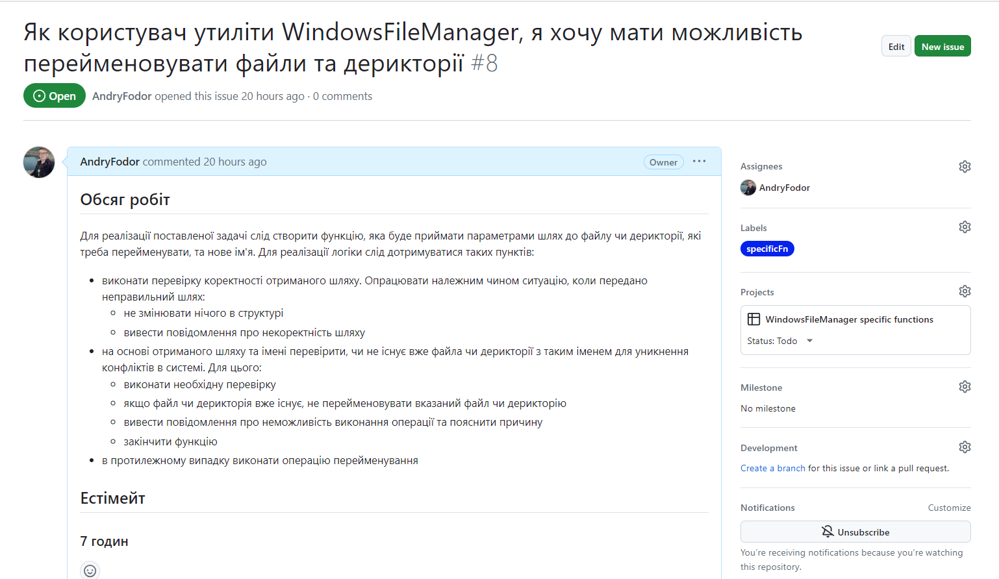 Як користувач утиліти WindowsFileManager, я хочу мати можливість
перейменовувати файли та дерикторії #8
Edit
New issue
Open
AndryFodor opened this issue 20 hours ago · 0 comments
AndryFodor commented 20 hours ago
Owner
Обсяг робіт
Для реалізації поставленої задачі слід створити функцію, яка буде приймати параметрами шлях до файлу чи дерикторії, які
треба перейменувати, та нове ім'я. Для реалізації логіки слід дотримуватися таких пунктів:
виконати перевірку коректності отриманого шляху. Опрацювати належним чином ситуацію, коли передано
неправильний шлях:
не змінювати нічого в структурі
вивести повідомлення про некоректність шляху
на основі отриманого шляху та імені перевірити, чи не існує вже файла чи дерикторії з таким іменем для уникнення
конфліктів в системі. Для цього:
виконати необхідну перевірку
якщо файл чи дерикторія вже існує, не перейменовувати вказаний файл чи дерикторію
вивести повідомлення про неможливість виконання операції та пояснити причину
закінчити функцію
в протилежному випадку виконати операцію перейменування
Естімейт
7 годин
Assignees
AndryFodor
Labels
specificFn
Projects
WindowsFileManager specific functions
Status: Todo
Milestone
No milestone
Development
Create a branch for this issue or link a pull request.
Notifications
Customize
Unsubscribe
You're receiving notifications because you're watching
this repository.